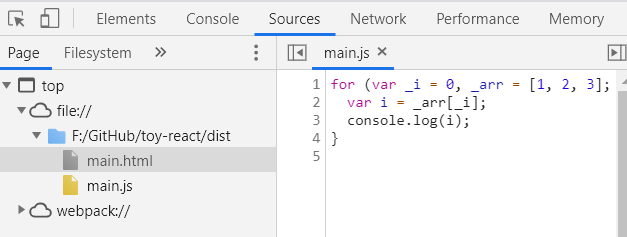 Elements Console Sources Network Performance Memory
Page Filesystem »
main.js ×
top
file://
F:/GitHub/toy-react/dist
main.html
main.js
webpack://
1 for (var _i = 0, _arr = [1, 2, 3];
2 var i = _arr[_i];
3 console.log(i);
4 }
5